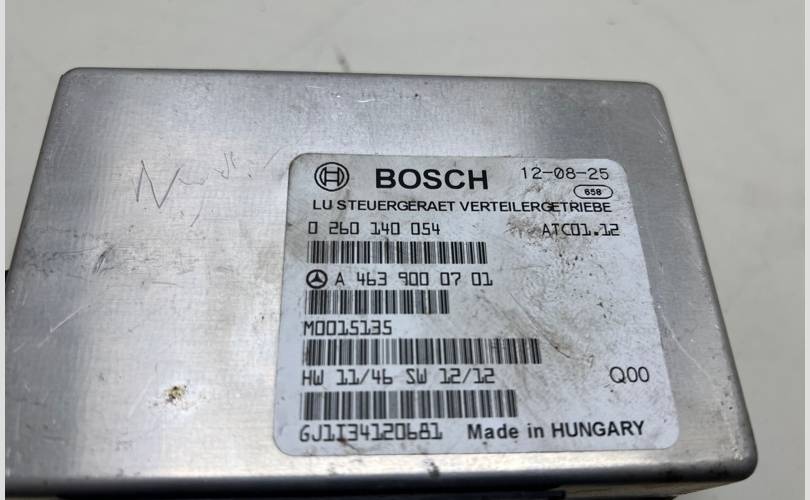 BOSCH 12-08-25
658
LU STEUERGERAET VERTEILERGETRIEBE
0 260 140 054 ATC01.12
A 463 900 07 01
M0015135
HW 11/46 SW 12/12 Q00
GJ1I34120681 Made in HUNGARY